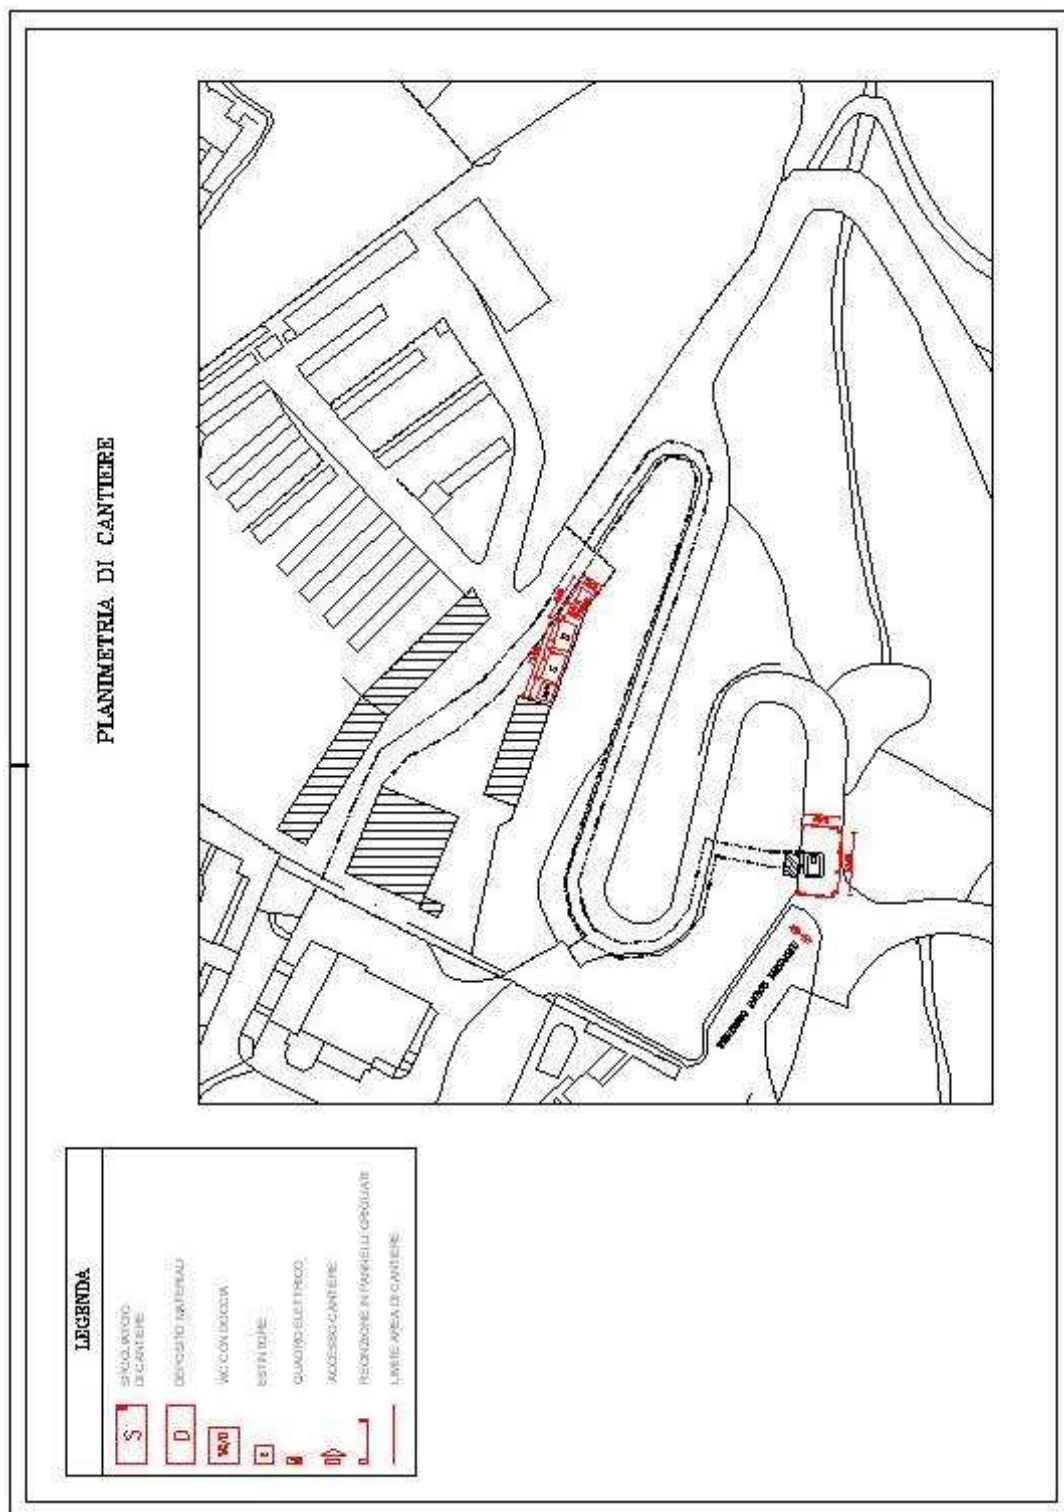 PLANIMETRIA DI CANTIERE
LEGENDA
S
SPOGLIATOIO
DI CANTIERE
D
DEPOSITO MATERIALI
WC/D
WC CON DOCCIA
E
ESTINTORE
QUADRO ELETTRICO
ACCESSO CANTIERE
RECINZIONE IN PANNELLI GRIGLIATI
LIMITE AREA DI CANTIERE
S
D